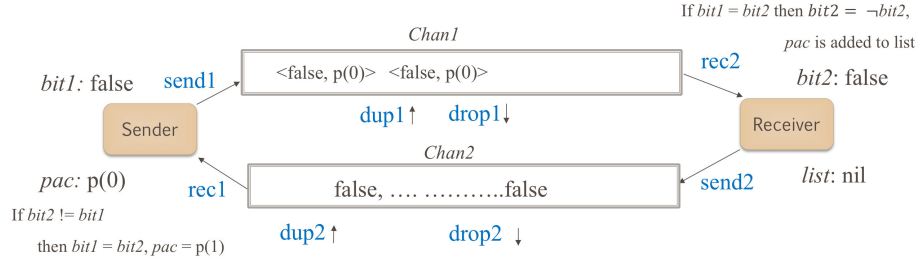 If bit1 = bit2 then bit2 = ¬bit2,
pac is added to list
Chan1
<false, p(0)> <false, p(0)>
rec2
bit1: false
send1
bit2: false
dup1
drop1
Sender
Receiver
Chan2
pac: p(0)
rec1
false, .... ………..false
send2
list: nil
If bit2 != bit1
then bit1 = bit2, pac = p(1)
dup2
drop2